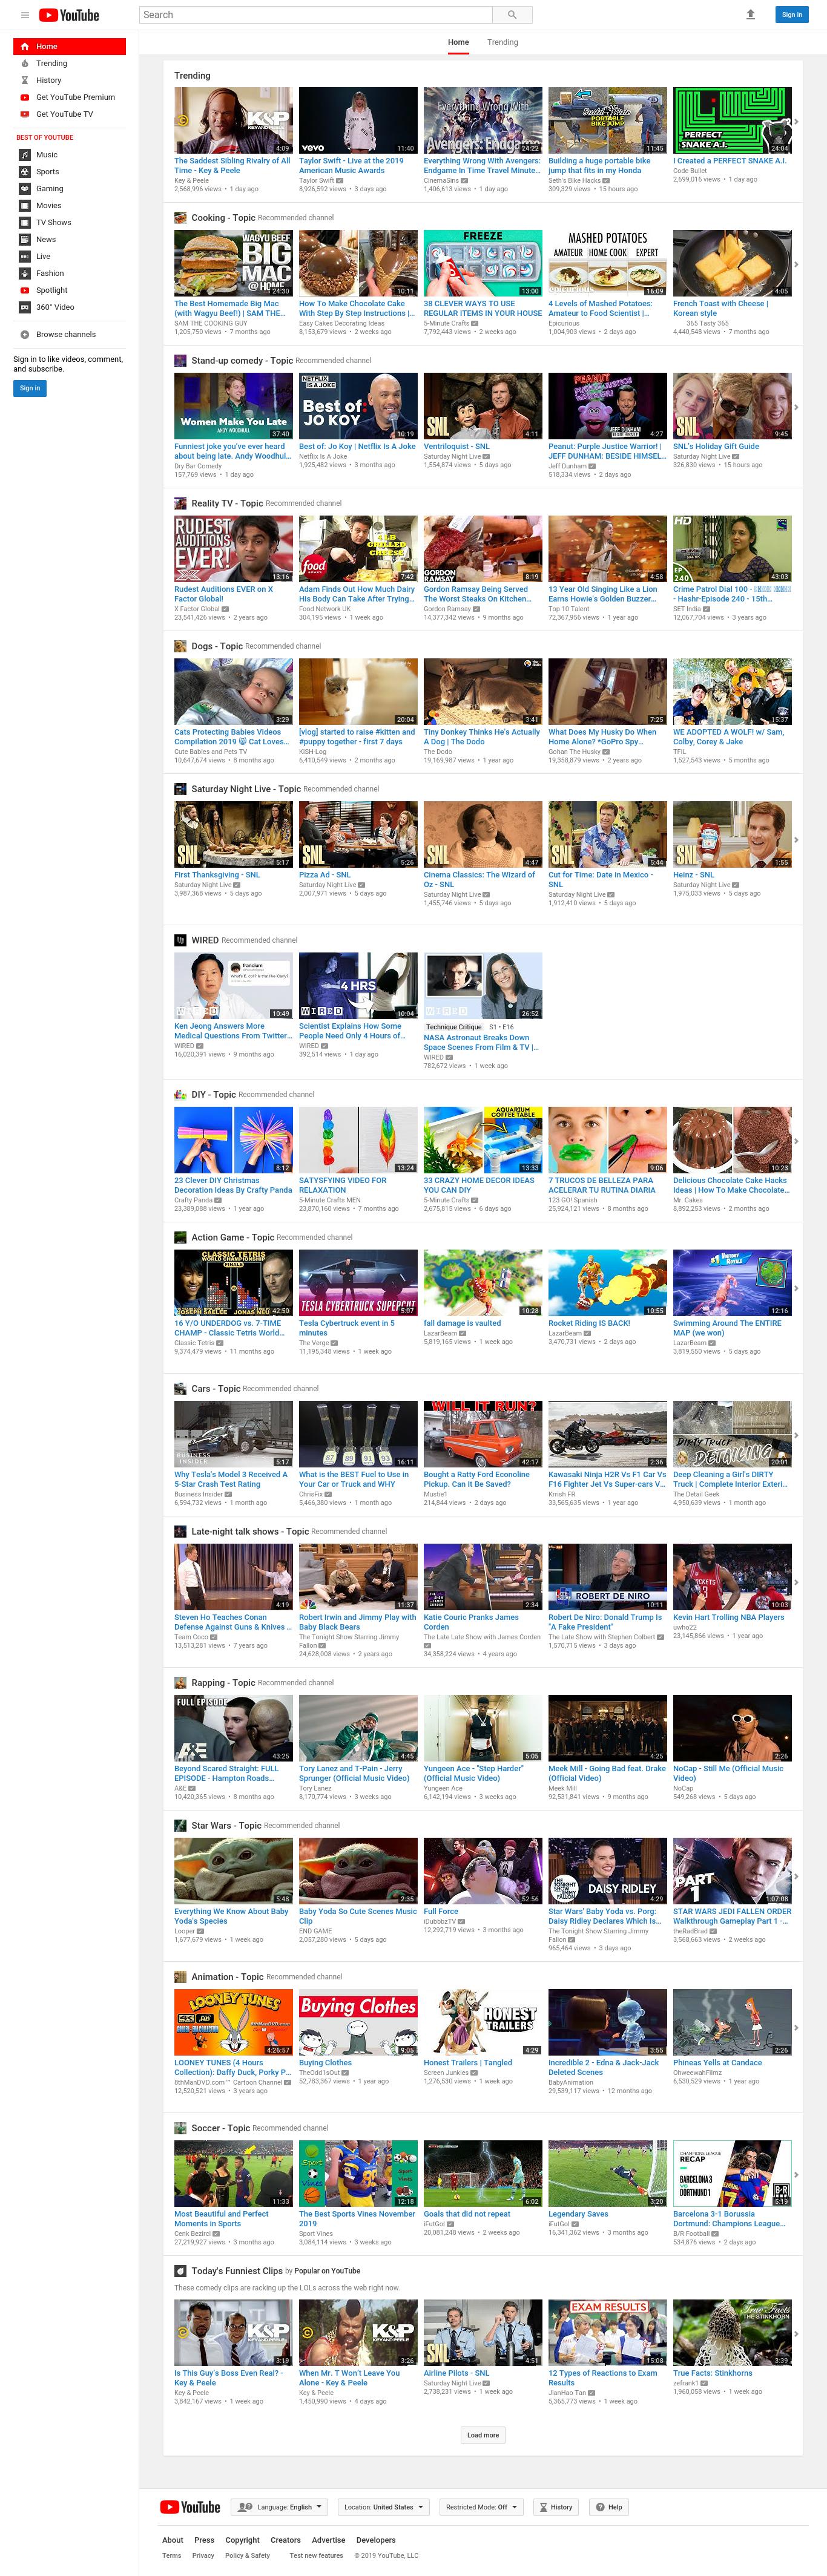 YouTube
Search
Sign in
Home
Trending
History
Get YouTube Premium
Get YouTube TV
BEST OF YOUTUBE
Music
Sports
Gaming
Movies
TV Shows
News
Live
Fashion
Spotlight
360° Video
Browse channels
Sign in to like videos, comment,
and subscribe.
Sign in
Home Trending
Trending
The Saddest Sibling Rivalry of All
Time - Key & Peele
Key & Peele
2,568,996 views • 1 day ago
Taylor Swift - Live at the 2019
American Music Awards
Taylor Swift
8,926,592 views • 3 days ago
Everything Wrong With Avengers:
Endgame In Time Travel Minute...
CinemaSins
1,406,613 views • 1 day ago
Building a huge portable bike
jump that fits in my Honda
Seth's Bike Hacks
309,329 views • 15 hours ago
I Created a PERFECT SNAKE A.I.
Code Bullet
2,699,016 views • 1 day ago
Cooking - Topic Recommended channel
The Best Homemade Big Mac
(with Wagyu Beef!) | SAM THE...
SAM THE COOKING GUY
1,205,750 views • 7 months ago
How To Make Chocolate Cake
With Step By Step Instructions |...
Easy Cakes Decorating Ideas
8,153,679 views • 2 weeks ago
38 CLEVER WAYS TO USE
REGULAR ITEMS IN YOUR HOUSE
5-Minute Crafts
7,792,443 views • 2 weeks ago
4 Levels of Mashed Potatoes:
Amateur to Food Scientist |...
Epicurious
1,004,903 views • 2 days ago
French Toast with Cheese |
Korean style
365 Tasty 365
4,440,548 views • 7 months ago
Stand-up comedy - Topic Recommended channel
Funniest joke you've ever heard
about being late. Andy Woodhul...
Dry Bar Comedy
157,769 views • 1 day ago
Best of: Jo Koy | Netflix Is A Joke
Netflix Is A Joke
1,925,482 views • 3 months ago
Ventriloquist - SNL
Saturday Night Live
1,554,874 views • 5 days ago
Peanut: Purple Justice Warrior! |
JEFF DUNHAM: BESIDE HIMSEL...
Jeff Dunham
518,334 views • 2 days ago
SNL's Holiday Gift Guide
Saturday Night Live
326,830 views • 15 hours ago
Reality TV - Topic Recommended channel
Rudest Auditions EVER on X
Factor Global!
X Factor Global
23,541,426 views • 2 years ago
Adam Finds Out How Much Dairy
His Body Can Take After Trying...
Food Network UK
304,195 views • 1 week ago
Gordon Ramsay Being Served
The Worst Steaks On Kitchen...
Gordon Ramsay
14,377,342 views • 9 months ago
13 Year Old Singing Like a Lion
Earns Howie's Golden Buzzer...
Top 10 Talent
72,367,956 views • 1 year ago
Crime Patrol Dial 100 -
- Hashr-Episode 240 - 15th...
SET India
12,067,704 views • 3 years ago
Dogs - Topic Recommended channel
Cats Protecting Babies Videos
Compilation 2019 Cat Loves...
Cute Babies and Pets TV
10,647,674 views • 8 months ago
[vlog] started to raise #kitten and
#puppy together - first 7 days
KiSH-Log
6,410,549 views • 2 months ago
Tiny Donkey Thinks He's Actually
A Dog | The Dodo
The Dodo
19,169,987 views • 1 year ago
What Does My Husky Do When
Home Alone? *GoPro Spy...
Gohan The Husky
19,358,879 views • 2 years ago
WE ADOPTED A WOLF! w/ Sam,
Colby, Corey & Jake
TFIL
1,527,543 views • 5 months ago
Saturday Night Live - Topic Recommended channel
First Thanksgiving - SNL
Saturday Night Live
3,987,368 views • 5 days ago
Pizza Ad - SNL
Saturday Night Live
2,007,971 views • 5 days ago
Cinema Classics: The Wizard of
Oz - SNL
Saturday Night Live
1,455,746 views • 5 days ago
Cut for Time: Date in Mexico -
SNL
Saturday Night Live
1,912,410 views • 5 days ago
Heinz - SNL
Saturday Night Live
1,975,033 views • 5 days ago
WIRED Recommended channel
Ken Jeong Answers More
Medical Questions From Twitter...
WIRED
16,020,391 views • 9 months ago
Scientist Explains How Some
People Need Only 4 Hours of...
WIRED
392,514 views • 1 day ago
Technique Critique S1 • E16
NASA Astronaut Breaks Down
Space Scenes From Film & TV |...
WIRED
782,672 views • 1 week ago
DIY - Topic Recommended channel
23 Clever DIY Christmas
Decoration Ideas By Crafty Panda
Crafty Panda
23,389,088 views • 1 year ago
SATYSFYING VIDEO FOR
RELAXATION
5-Minute Crafts MEN
23,870,160 views • 7 months ago
33 CRAZY HOME DECOR IDEAS
YOU CAN DIY
5-Minute Crafts
2,675,815 views • 6 days ago
7 TRUCOS DE BELLEZA PARA
ACELERAR TU RUTINA DIARIA
123 GO! Spanish
25,924,121 views • 8 months ago
Delicious Chocolate Cake Hacks
Ideas | How To Make Chocolate...
Mr. Cakes
8,892,253 views • 2 months ago
Action Game - Topic Recommended channel
16 Y/O UNDERDOG vs. 7-TIME
CHAMP - Classic Tetris World...
Classic Tetris
9,374,479 views • 11 months ago
Tesla Cybertruck event in 5
minutes
The Verge
11,195,348 views • 1 week ago
fall damage is vaulted
LazarBeam
5,819,165 views • 1 week ago
Rocket Riding IS BACK!
LazarBeam
3,470,731 views • 2 days ago
Swimming Around The ENTIRE
MAP (we won)
LazarBeam
3,819,550 views • 5 days ago
Cars - Topic Recommended channel
Why Tesla's Model 3 Received A
5-Star Crash Test Rating
Business Insider
6,594,732 views • 1 month ago
What is the BEST Fuel to Use in
Your Car or Truck and WHY
ChrisFix
5,466,380 views • 1 month ago
Bought a Ratty Ford Econoline
Pickup. Can It Be Saved?
Mustie1
214,844 views • 2 days ago
Kawasaki Ninja H2R Vs F1 Car Vs
F16 Fighter Jet Vs Super-cars V...
Krrish FR
33,565,635 views • 1 year ago
Deep Cleaning a Girl's DIRTY
Truck | Complete Interior Exteri...
The Detail Geek
4,950,639 views • 1 month ago
Late-night talk shows - Topic Recommended channel
Steven Ho Teaches Conan
Defense Against Guns & Knives ...
Team Coco
13,513,281 views • 7 years ago
Robert Irwin and Jimmy Play with
Baby Black Bears
The Tonight Show Starring Jimmy
Fallon
24,628,008 views • 2 years ago
Katie Couric Pranks James
Corden
The Late Late Show with James Corden
34,358,224 views • 4 years ago
Robert De Niro: Donald Trump Is
"A Fake President"
The Late Show with Stephen Colbert
1,570,715 views • 3 days ago
Kevin Hart Trolling NBA Players
uwho22
23,145,866 views • 1 year ago
Rapping - Topic Recommended channel
Beyond Scared Straight: FULL
EPISODE - Hampton Roads...
A&E
10,420,365 views • 8 months ago
Tory Lanez and T-Pain - Jerry
Sprunger (Official Music Video)
Tory Lanez
8,170,774 views • 3 weeks ago
Yungeen Ace - "Step Harder"
(Official Music Video)
Yungeen Ace
6,142,194 views • 3 weeks ago
Meek Mill - Going Bad feat. Drake
(Official Video)
Meek Mill
92,531,841 views • 9 months ago
NoCap - Still Me (Official Music
Video)
NoCap
549,268 views • 5 days ago
Star Wars - Topic Recommended channel
Everything We Know About Baby
Yoda's Species
Looper
1,677,679 views • 1 week ago
Baby Yoda So Cute Scenes Music
Clip
END GAME
2,057,280 views • 5 days ago
Full Force
iDubbbzTV
12,292,719 views • 3 months ago
Star Wars' Baby Yoda vs. Porg:
Daisy Ridley Declares Which Is...
The Tonight Show Starring Jimmy
Fallon
965,464 views • 3 days ago
STAR WARS JEDI FALLEN ORDER
Walkthrough Gameplay Part 1 -...
theRadBrad
3,568,663 views • 2 weeks ago
Animation - Topic Recommended channel
LOONEY TUNES (4 Hours
Collection): Daffy Duck, Porky P...
8thManDVD.com™ Cartoon Channel
12,520,521 views • 3 years ago
Buying Clothes
TheOdd1sOut
52,783,367 views • 1 year ago
Honest Trailers | Tangled
Screen Junkies
1,276,530 views • 1 week ago
Incredible 2 - Edna & Jack-Jack
Deleted Scenes
BabyAnimation
29,539,117 views • 12 months ago
Phineas Yells at Candace
OhweewahFilmz
6,530,529 views • 1 year ago
Soccer - Topic Recommended channel
Most Beautiful and Perfect
Moments in Sports
Cenk Bezirci
27,219,927 views • 3 months ago
The Best Sports Vines November
2019
Sport Vines
3,084,114 views • 3 weeks ago
Goals that did not repeat
iFutGol
20,081,248 views • 2 weeks ago
Legendary Saves
iFutGol
16,341,362 views • 3 months ago
Barcelona 3-1 Borussia
Dortmund: Champions League...
B/R Football
534,876 views • 2 days ago
Today's Funniest Clips by Popular on YouTube
These comedy clips are racking up the LOLs across the web right now.
Is This Guy's Boss Even Real? -
Key & Peele
Key & Peele
3,842,167 views • 1 week ago
When Mr. T Won't Leave You
Alone - Key & Peele
Key & Peele
1,450,990 views • 4 days ago
Airline Pilots - SNL
Saturday Night Live
2,738,231 views • 1 week ago
12 Types of Reactions to Exam
Results
JianHao Tan
5,365,773 views • 1 week ago
True Facts: Stinkhorns
zefrank1
1,960,058 views • 1 week ago
Load more
YouTube Language: English Location: United States Restricted Mode: Off History Help
About Press Copyright Creators Advertise Developers
Terms Privacy Policy & Safety Test new features © 2019 YouTube, LLC